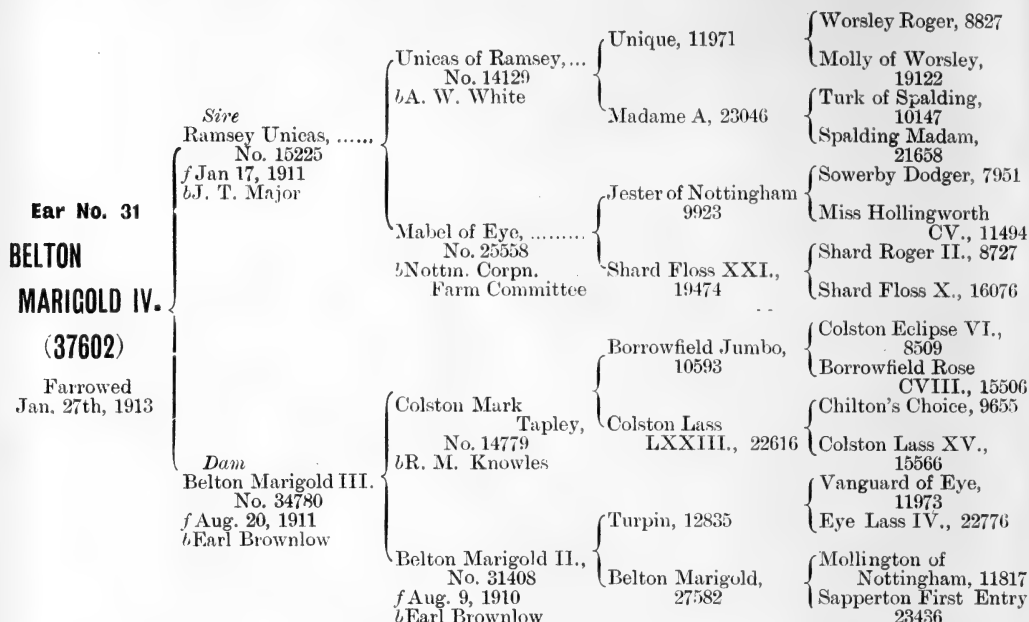 Ear No. 31
BELTON
MARIGOLD IV.
(37602)
Farrowed
Jan. 27th, 1913
Sire
Ramsey Unicas, ......
No. 15225
f Jan 17, 1911
bJ. T. Major
Dam
Belton Marigold III.
No. 34780
f Aug. 20, 1911
bEarl Brownlow
Unicas of Ramsey, ...
No. 14129
bA. W. White
Mabel of Eye, .........
No. 25558
bNottm. Corpn.
Farm Committee
Colston Mark
Tapley,
No. 14779
bR. M. Knowles
Belton Marigold II.,
No. 31408
f Aug. 9, 1910
bEarl Brownlow
Unique, 11971
Madame A, 23046
Jester of Nottingham
9923
Shard Floss XXI.,
19474
Borrowfield Jumbo,
10593
Colston Lass
LXXIII., 22616
Turpin, 12835
Belton Marigold,
27582
Worsley Roger, 8827
Molly of Worsley,
19122
Turk of Spalding,
10147
Spalding Madam,
21658
Sowerby Dodger, 7951
Miss Hollingworth
CV., 11494
Shard Roger II., 8727
Shard Floss X., 16076
Colston Eclipse VI.,
8509
Borrowfield Rose
CVIII., 15506
Chilton's Choice, 9655
Colston Lass XV.,
15566
Vanguard of Eye,
11973
Eye Lass IV., 22776
Mollington of
Nottingham, 11817
Sapperton First Entry
23436